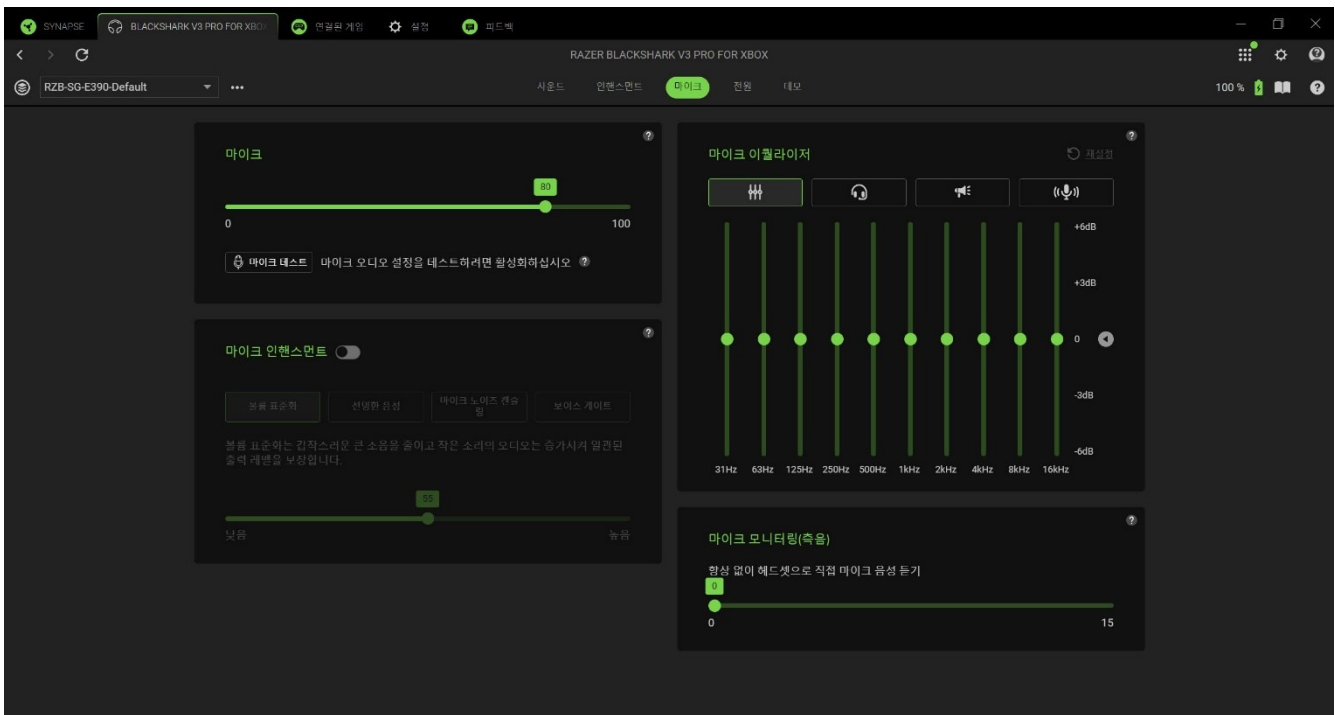 SYNAPSE
BLACKSHARK V3 PRO FOR XBO
연결된 게임
설정
피드백
RAZER BLACKSHARK V3 PRO FOR XBOX
RZB-SG-E390-Default
사운드 인핸스먼트 마이크 전원 데모
100 %
마이크
80
0 100
마이크 테스트 마이크 오디오 설정을 테스트하려면 활성화하십시오
마이크 인핸스먼트
볼륨 표준화 선명한 음성 마이크 노이즈 캔슬링 보이스 게이트
볼륨 표준화는 갑작스러운 큰 소음을 줄이고 작은 소리의 오디오는 증가시켜 일관된
출력 레벨을 보장합니다.
55
낮음 높음
마이크 이퀄라이저
재설정
+6dB
+3dB
0
-3dB
-6dB
31Hz 63Hz 125Hz 250Hz 500Hz 1kHz 2kHz 4kHz 8kHz 16kHz
마이크 모니터링(측음)
향상 없이 헤드셋으로 직접 마이크 음성 듣기
0
0 15